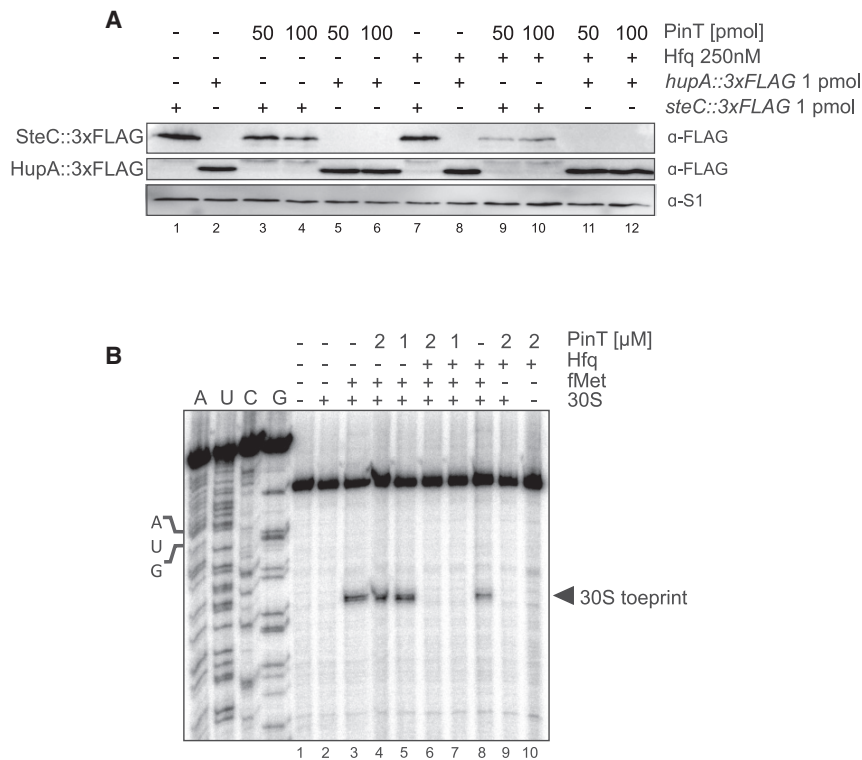 A
- - 50 100 50 100 - - 50 100 50 100 PinT [pmol]
- - - - - - + + + + + + Hfq 250nM
- + - - + + - + - - + + hupA::3xFLAG 1 pmol
+ - + + - - + - + + - - steC::3xFLAG 1 pmol
SteC::3xFLAG α-FLAG
HupA::3xFLAG α-FLAG
α-S1
1 2 3 4 5 6 7 8 9 10 11 12
B
- - - 2 1 2 1 - 2 2 PinT [µM]
- - - - - + + + + + Hfq
- - + + + + + + - - fMet
A U C G - + + + + + + + + - 30S
A
U
G
30S toeprint
1 2 3 4 5 6 7 8 9 10